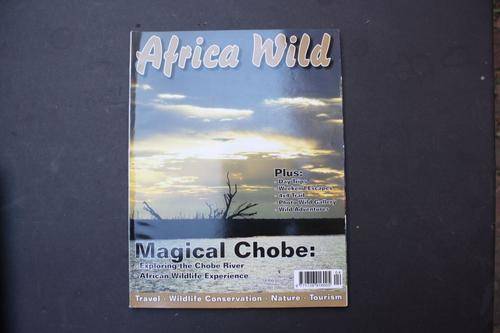 Africa Wild
Plus:
- Day Trips
- Weekend Escapes
- 4x4 Trail
- Photo Wild Gallery
- Wild Adventures
Magical Chobe:
- Exploring the Chobe River
- African Wildlife Experience
Travel - Wildlife Conservation - Nature - Tourism